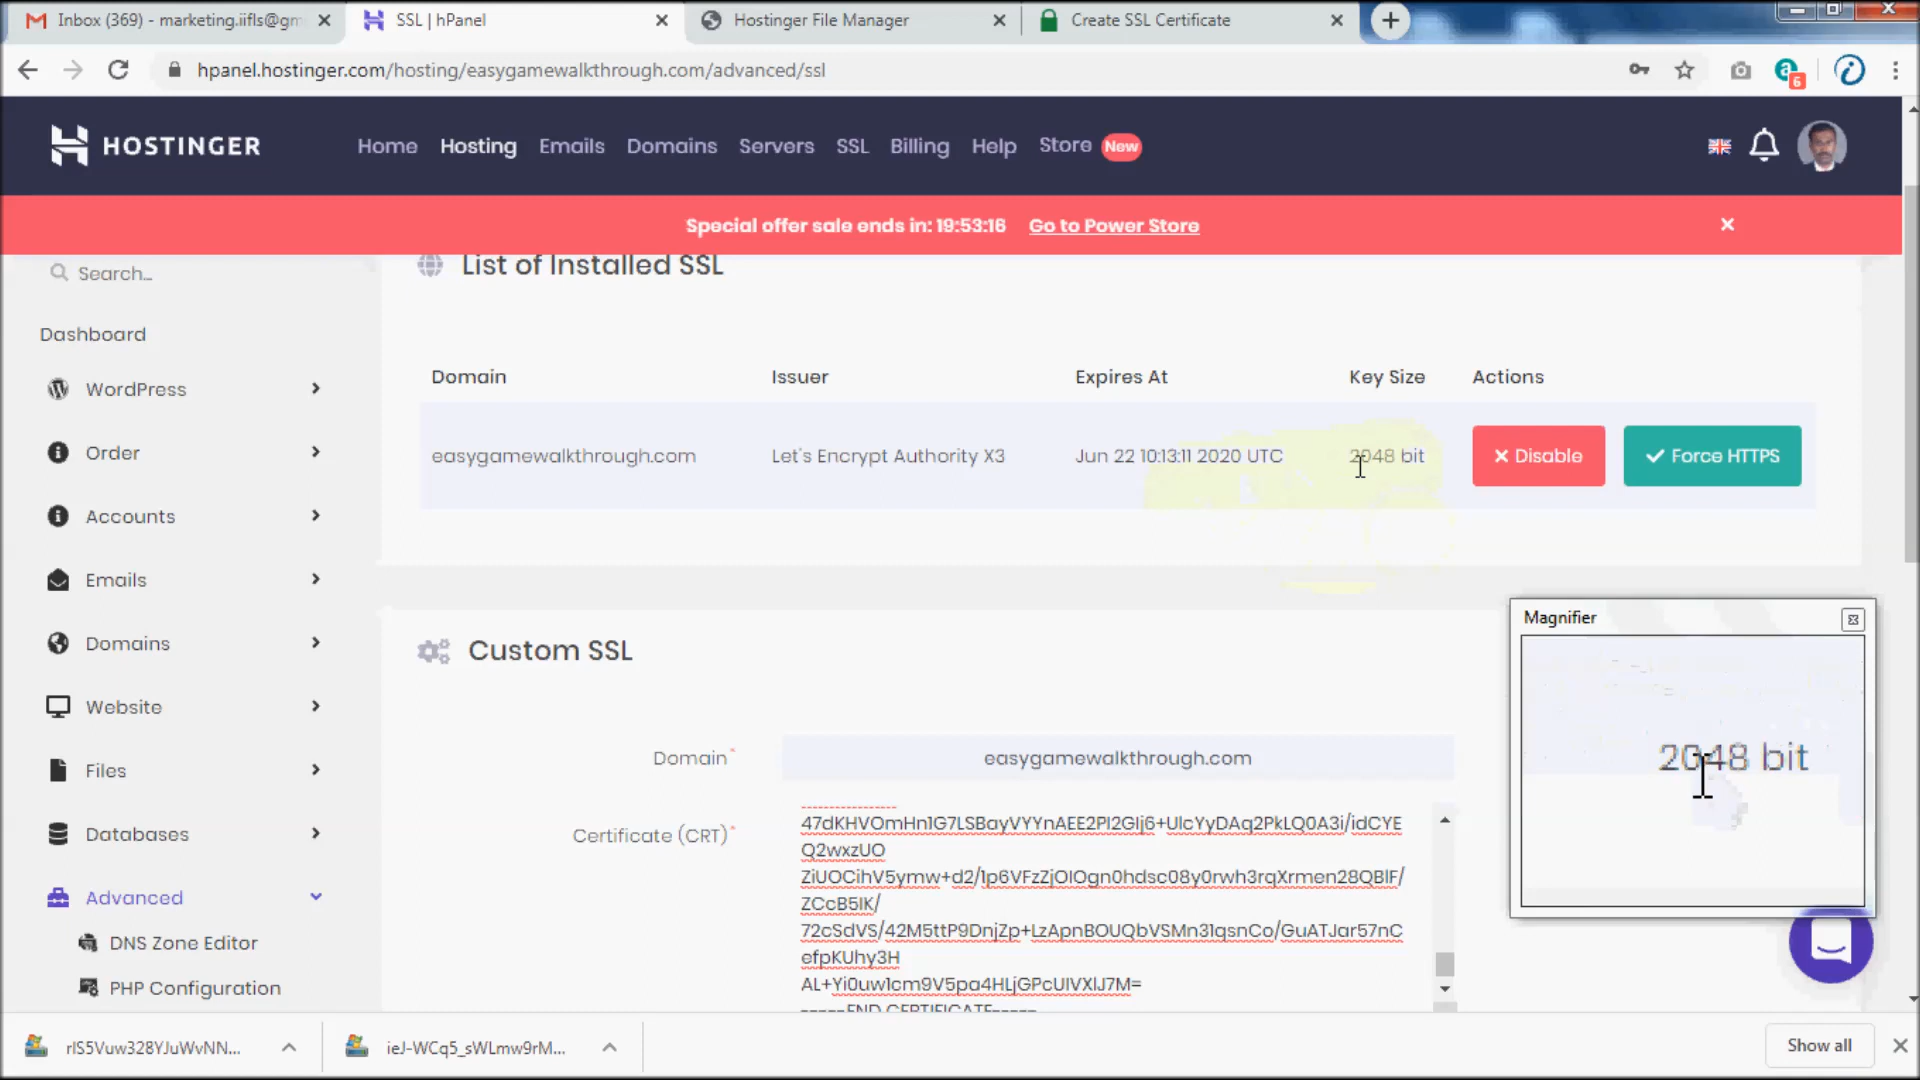 Inbox (369) - marketing.iifls@gm
SSL | hPanel
Hostinger File Manager
Create SSL Certificate
hpanel.hostinger.com/hosting/easygamewalkthrough.com/advanced/ssl
6
HOSTINGER
Home Hosting Emails Domains Servers SSL Billing Help Store New
Special offer sale ends in: 19:53:16 Go to Power Store
Search...
List of Installed SSL
Dashboard
WordPress
Order
Accounts
Emails
Domains
Website
Files
Databases
Advanced
DNS Zone Editor
PHP Configuration
Domain Issuer Expires At Key Size Actions
easygamewalkthrough.com Let's Encrypt Authority X3 Jun 22 10:13:11 2020 UTC 2048 bit Disable Force HTTPS
Custom SSL
Domain* easygamewalkthrough.com
Certificate (CRT)*
47dKHVOmHn1G7LSBayVYYnAEE2PI2GIj6+UlcYyDAq2PkLQ0A3i/idCYE
Q2wxzUO
ZiUOCihV5ymw+d2/1p6VFzZjOIOgn0hdsc08y0rwh3rqXrmen28QBIF/
ZCcB5IK/
72cSdVS/42M5ttP9DnjZp+LzApnBOUQbVSMn31qsnCo/GuATJar57nC
efpKUhy3H
AL+Yi0uw1cm9V5pa4HLjGPcUIVXlJ7M=
-----END CERTIFICATE-----
Magnifier
2048 bit
rIS5Vuw328YJuWvNN...
ieJ-WCq5_sWLmw9rM...
Show all